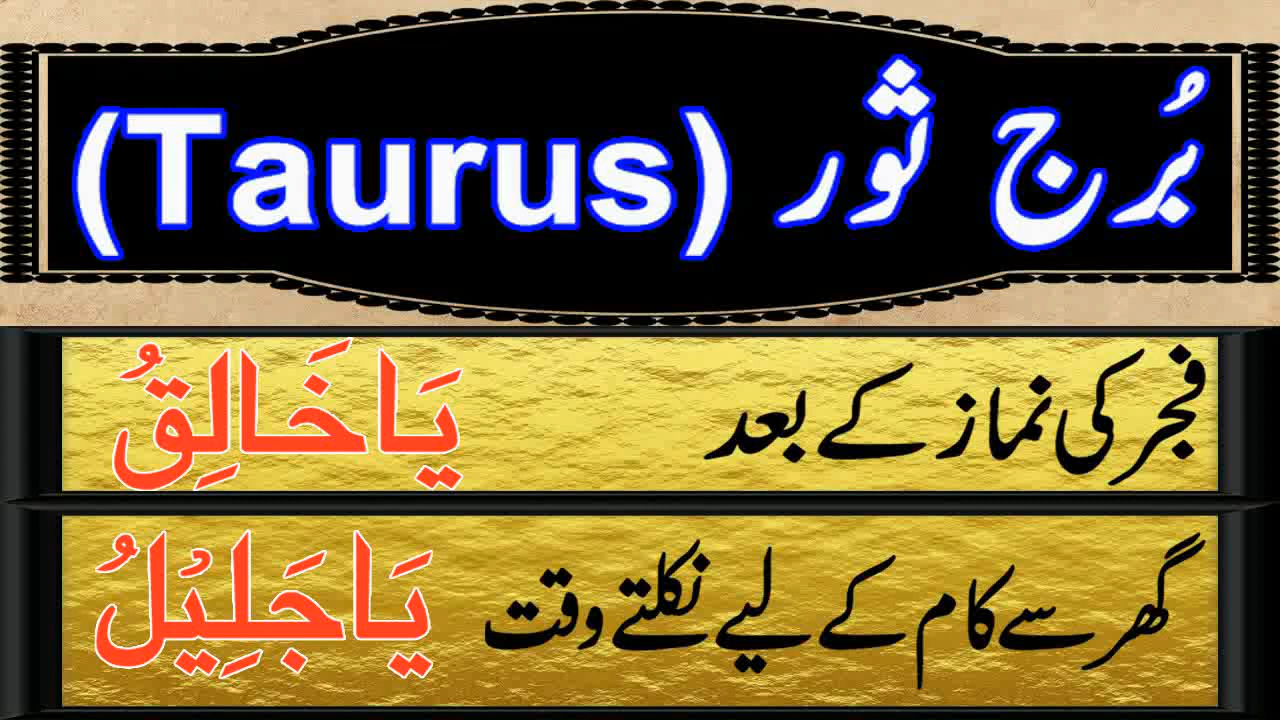 بُرج ثور (Taurus)
فجر کی نماز کے بعد یَاخَالِقُ
گھر سے کام کے لیے نکلتے وقت یَاجَلِیْلُ